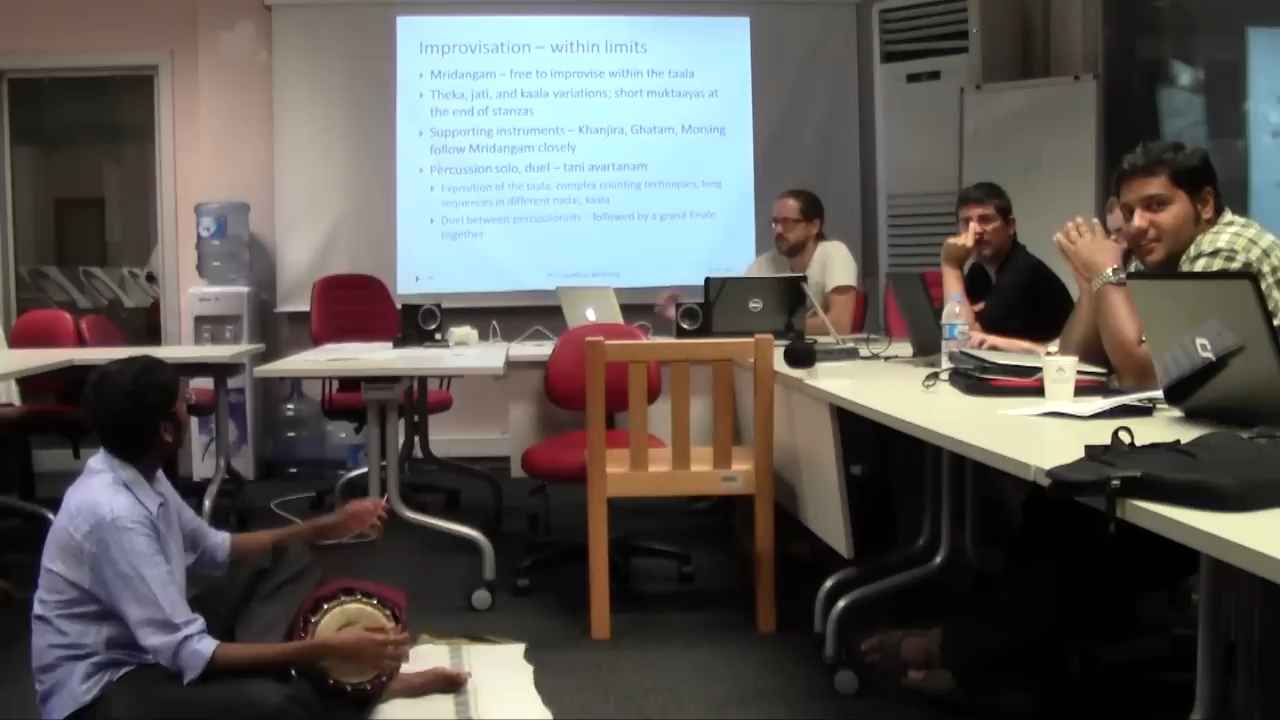 Improvisation – within limits
Mridangam – free to improvise within the taala
Theka, jati, and kaala variations; short muktaayas at
the end of stanzas
Supporting instruments – Khanjira, Ghatam, Morsing
follow Mridangam closely
Percussion solo, duel – tani avartanam
Exposition of the taala, complex counting techniques, long
sequences in different nadai, kaala
Duel between percussionists – followed by a grand finale
together
DELL